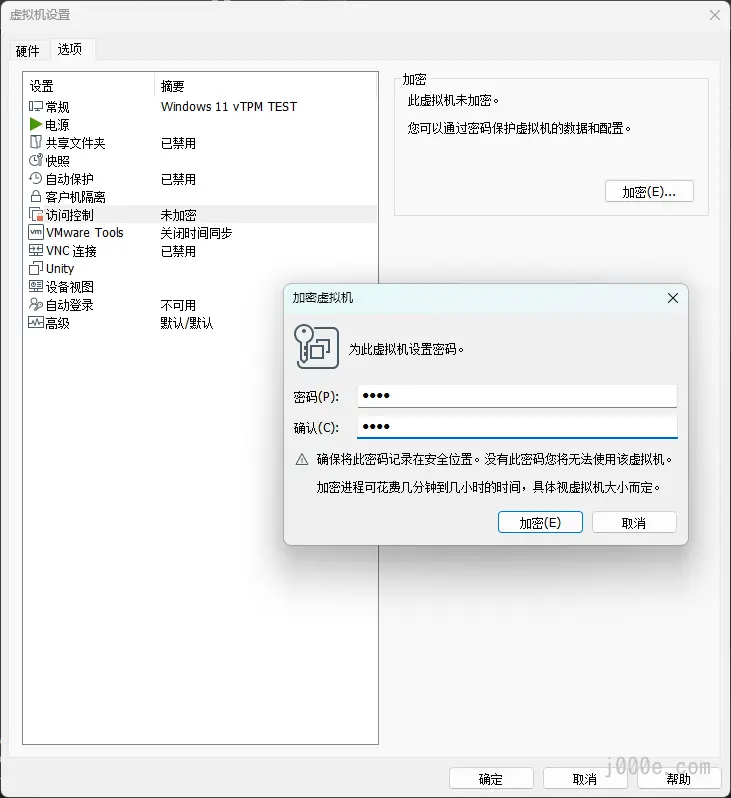 虚拟机设置
硬件 选项
设置 摘要
常规 Windows 11 vTPM TEST
电源
共享文件夹 已禁用
快照
自动保护 已禁用
客户机隔离
访问控制 未加密
VMware Tools 关闭时间同步
VNC 连接 已禁用
Unity
设备视图
自动登录 不可用
高级 默认/默认
加密
此虚拟机未加密。
您可以通过密码保护虚拟机的数据和配置。
加密(E)...
加密虚拟机
为此虚拟机设置密码。
密码(P): ●●●●
确认(C): ●●●●
确保将此密码记录在安全位置。没有此密码您将无法使用该虚拟机。
加密进程可花费几分钟到几小时的时间，具体视虚拟机大小而定。
加密(E) 取消
确定 取消 帮助
j000e.com